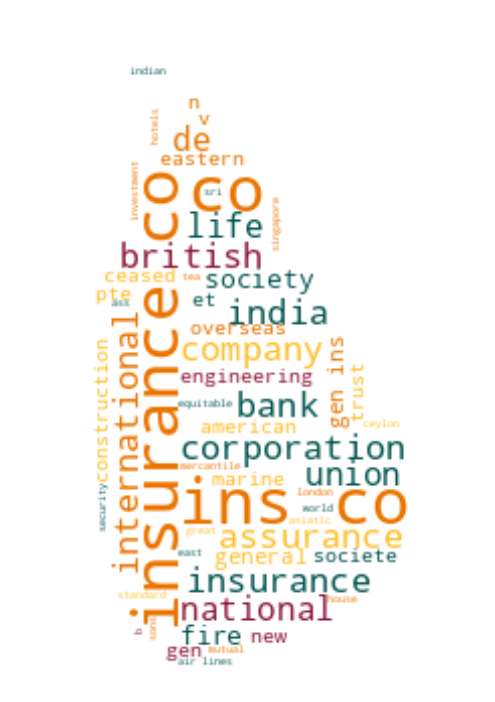 indian
n
hotels
v
de
eastern
investment
co
sri
singapore
life
british
ceased
tea
society
pte
ass
et
india
overseas
international
company
construction
gen ins
trust
engineering
equitable
bank
american
ceylon
corporation
mercantile
union
marine
security
insurance co
ins co
london
world
asiatic
great
assurance
east
general
societe
insurance
standard
national
house
b
fire
new
gen
mutual
air lines